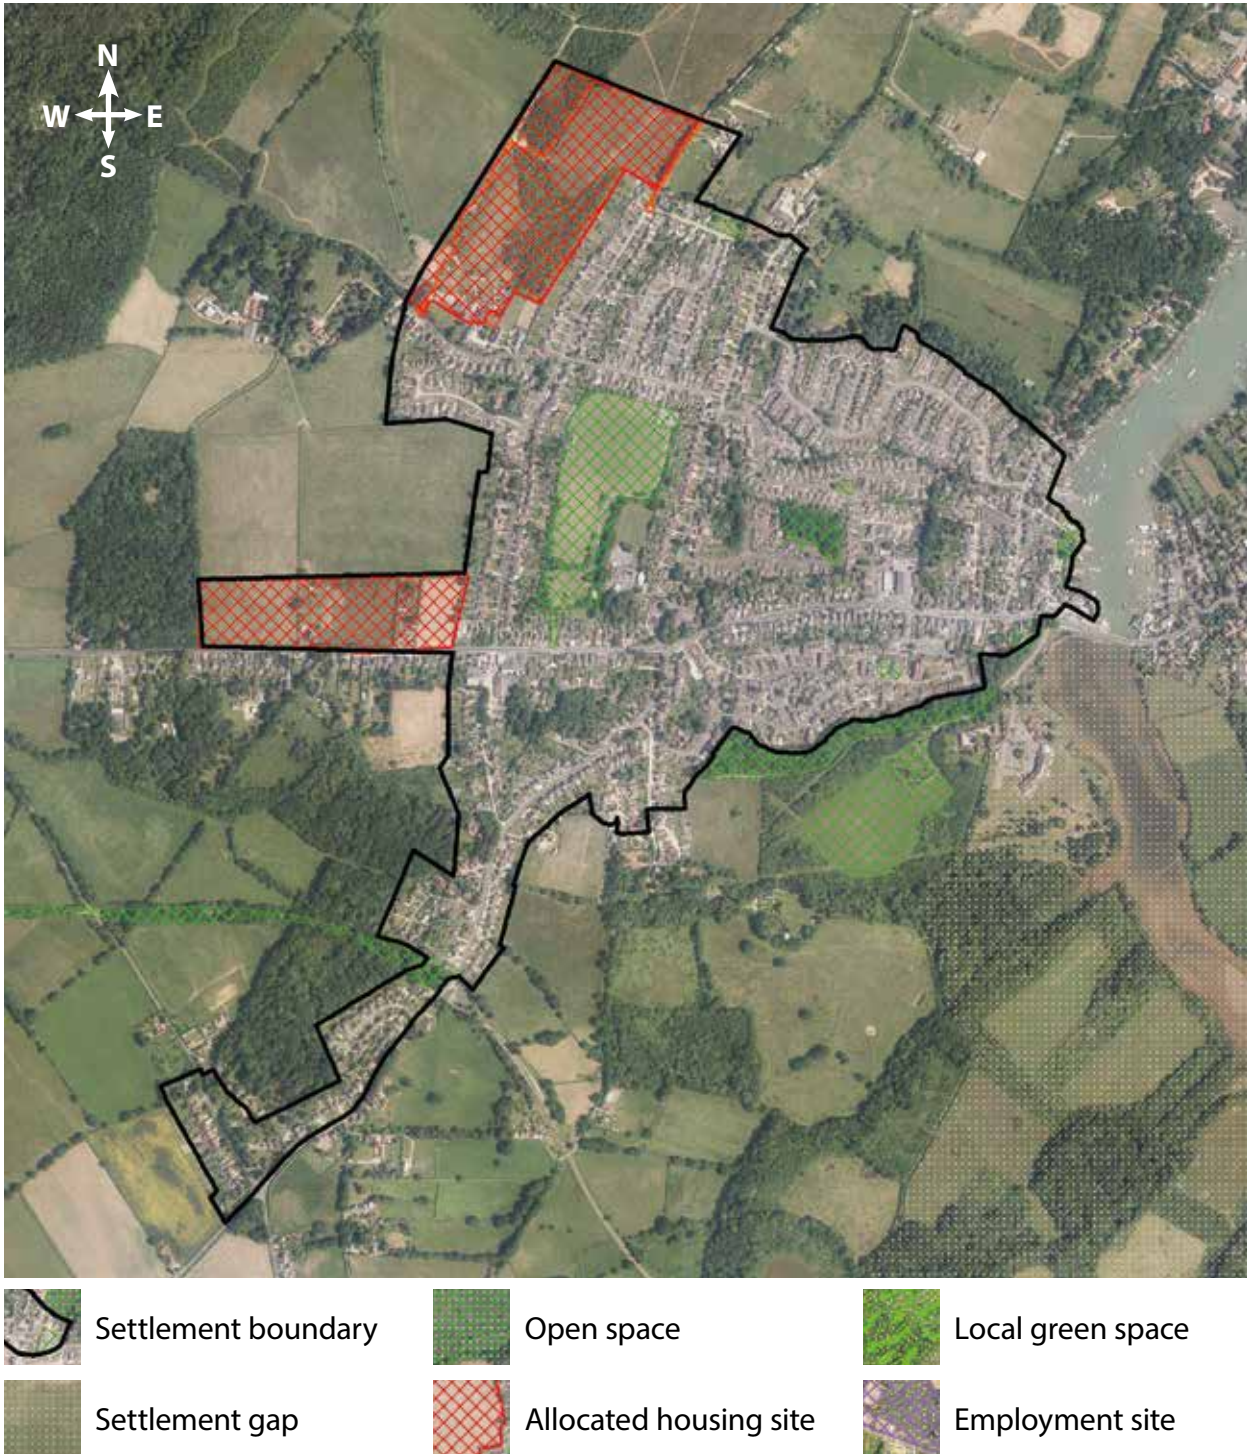 N
W E
S
Settlement boundary
Open space
Local green space
Settlement gap
Allocated housing site
Employment site